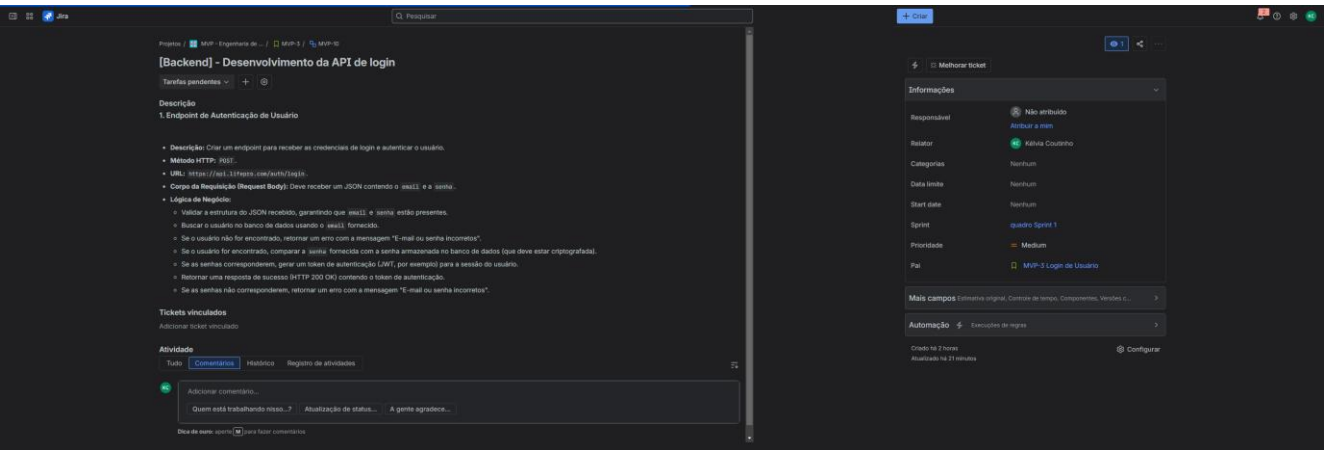 Jira
Pesquisar
+ Criar
Projetos / MVP - Engenharia de ... / MVP-3 / MVP-10
[Backend] - Desenvolvimento da API de login
Tarefas pendentes
Descrição
1. Endpoint de Autenticação de Usuário
• Descrição: Criar um endpoint para receber as credenciais de login e autenticar o usuário.
• Método HTTP: POST.
• URL: https://api.lifepro.com/auth/login.
• Corpo da Requisição (Request Body): Deve receber um JSON contendo o email e a senha.
• Lógica de Negócio:
Validar a estrutura do JSON recebido, garantindo que email e senha estão presentes.
Buscar o usuário no banco de dados usando o email fornecido.
Se o usuário não for encontrado, retornar um erro com a mensagem "E-mail ou senha incorretos".
Se o usuário for encontrado, comparar a senha fornecida com a senha armazenada no banco de dados (que deve estar criptografada).
Se as senhas corresponderem, gerar um token de autenticação (JWT, por exemplo) para a sessão do usuário.
Retornar uma resposta de sucesso (HTTP 200 OK) contendo o token de autenticação.
Se as senhas não corresponderem, retornar um erro com a mensagem "E-mail ou senha incorretos".
Tickets vinculados
Adicionar ticket vinculado
Atividade
Tudo Comentários Histórico Registro de atividades
KC Adicionar comentário...
Quem está trabalhando nisso...? Atualização de status... A gente agradece...
Dica de ouro: aperte M para fazer comentários
1
Melhorar ticket
Informações
Responsável Não atribuído
Atribuir a mim
Relator KC Kélvia Coutinho
Categorias Nenhum
Data limite Nenhum
Start date Nenhum
Sprint quadro Sprint 1
Prioridade Medium
Pai MVP-3 Login de Usuário
Mais campos Estimativa original, Controle de tempo, Componentes, Versões c...
Automação Execuções de regras
Criado há 2 horas
Atualizado há 21 minutos
Configurar